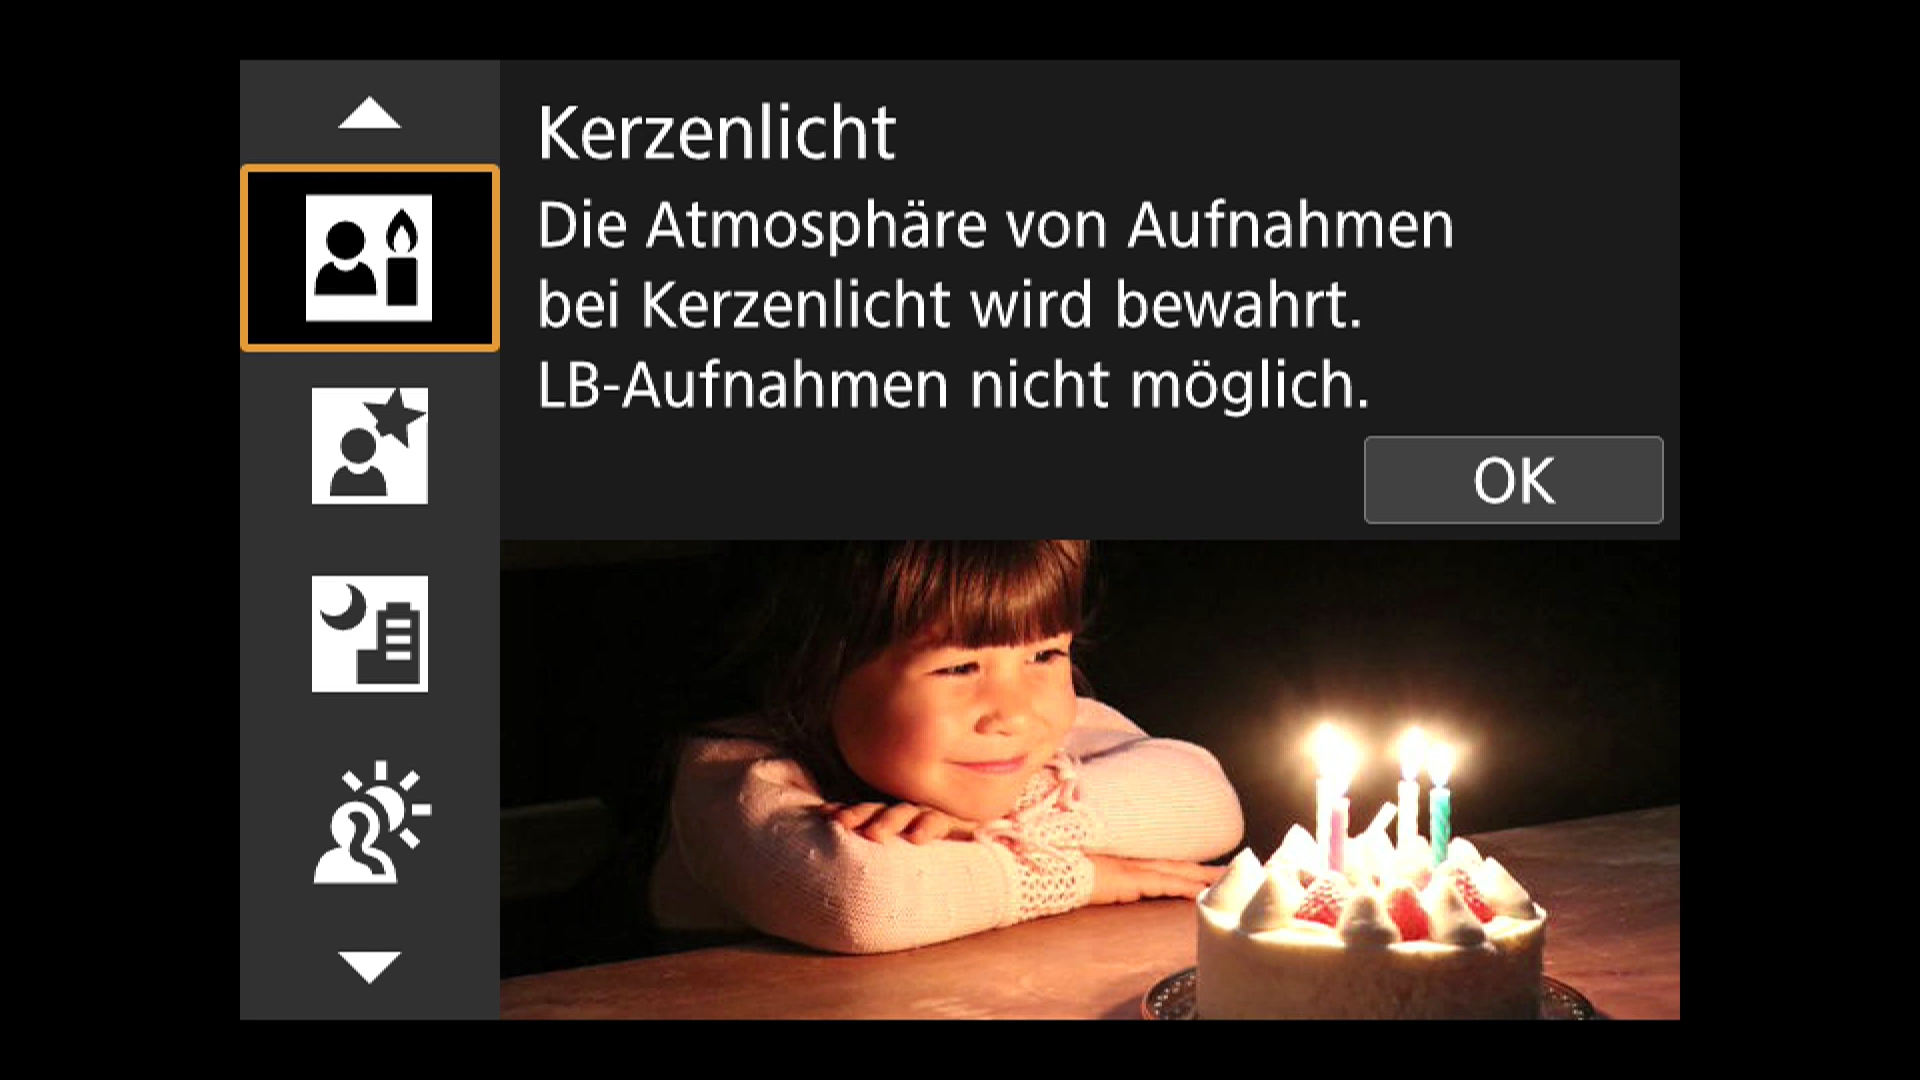 Kerzenlicht
Die Atmosphäre von Aufnahmen
bei Kerzenlicht wird bewahrt.
LB-Aufnahmen nicht möglich.
OK